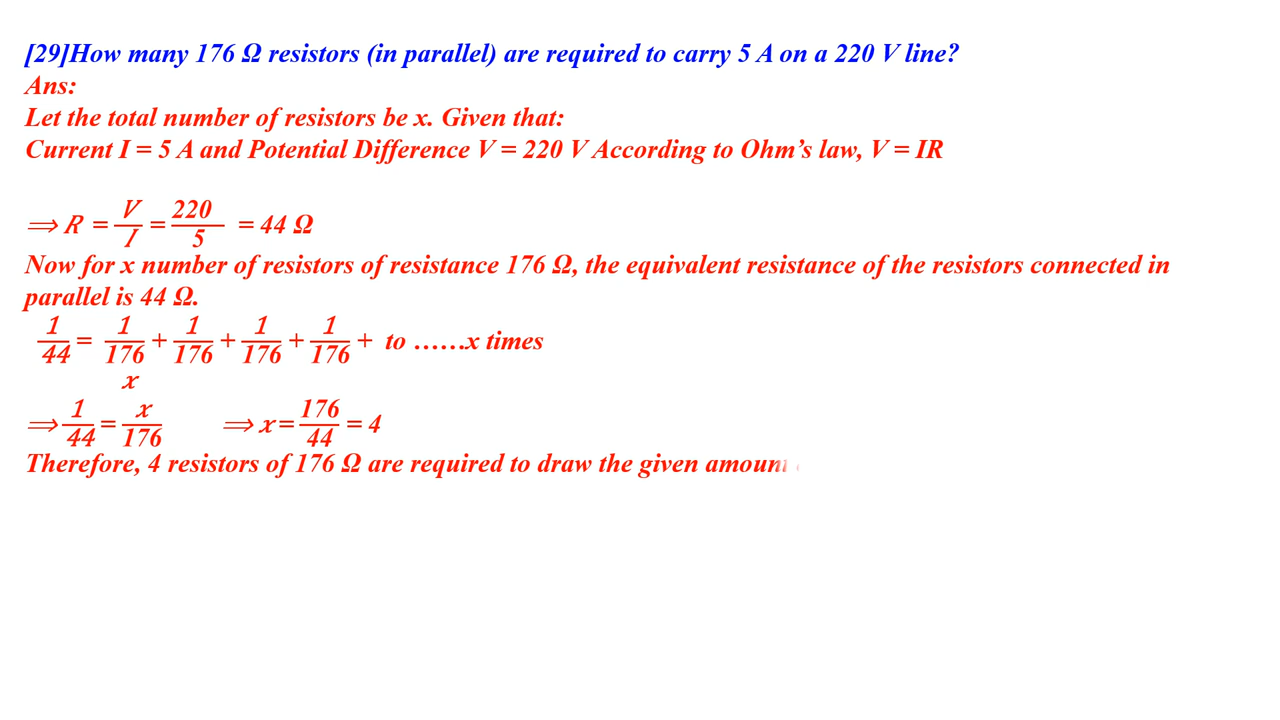 [29]How many 176 Ω resistors (in parallel) are required to carry 5 A on a 220 V line?
Ans:
Let the total number of resistors be x. Given that:
Current I = 5 A and Potential Difference V = 220 V According to Ohm's law, V = IR
⟹ R = V/I = 220/5 = 44 Ω
Now for x number of resistors of resistance 176 Ω, the equivalent resistance of the resistors connected in
parallel is 44 Ω.
1/44 = 1/176 + 1/176 + 1/176 + 1/176 + to ……x times
x
⟹ 1/44 = x/176 ⟹ x = 176/44 = 4
Therefore, 4 resistors of 176 Ω are required to draw the given